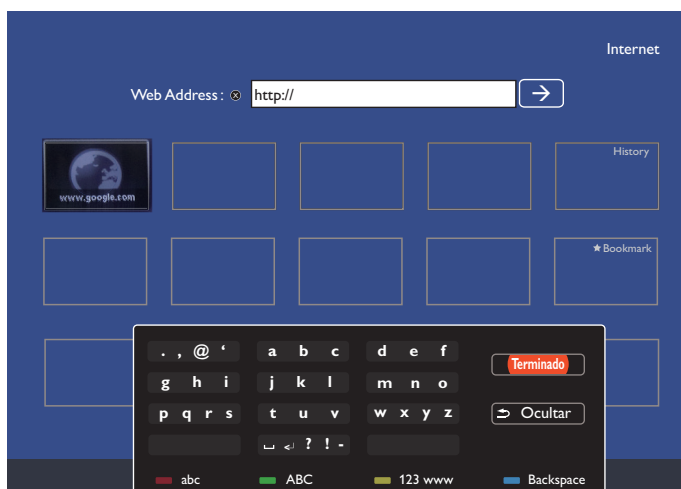 Internet
Web Address : ⓧ http:// →
www.google.com
History
★ Bookmark
. , @ ‘ a b c d e f
Terminado
g h i j k l m n o
p q r s t u v w x y z Ocultar
␣ ↵ ? ! -
abc ABC 123 www Backspace